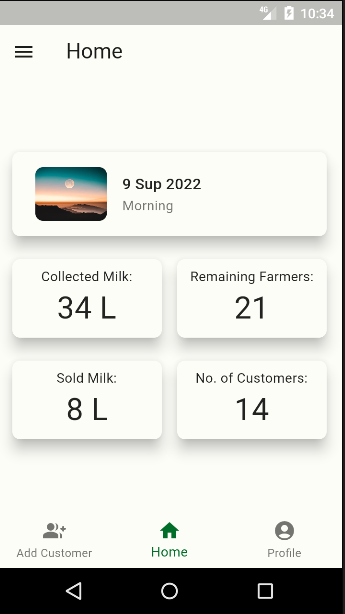 4G 10:34
Home
9 Sup 2022
Morning
Collected Milk:
34 L
Remaining Farmers:
21
Sold Milk:
8 L
No. of Customers:
14
Add Customer
Home
Profile